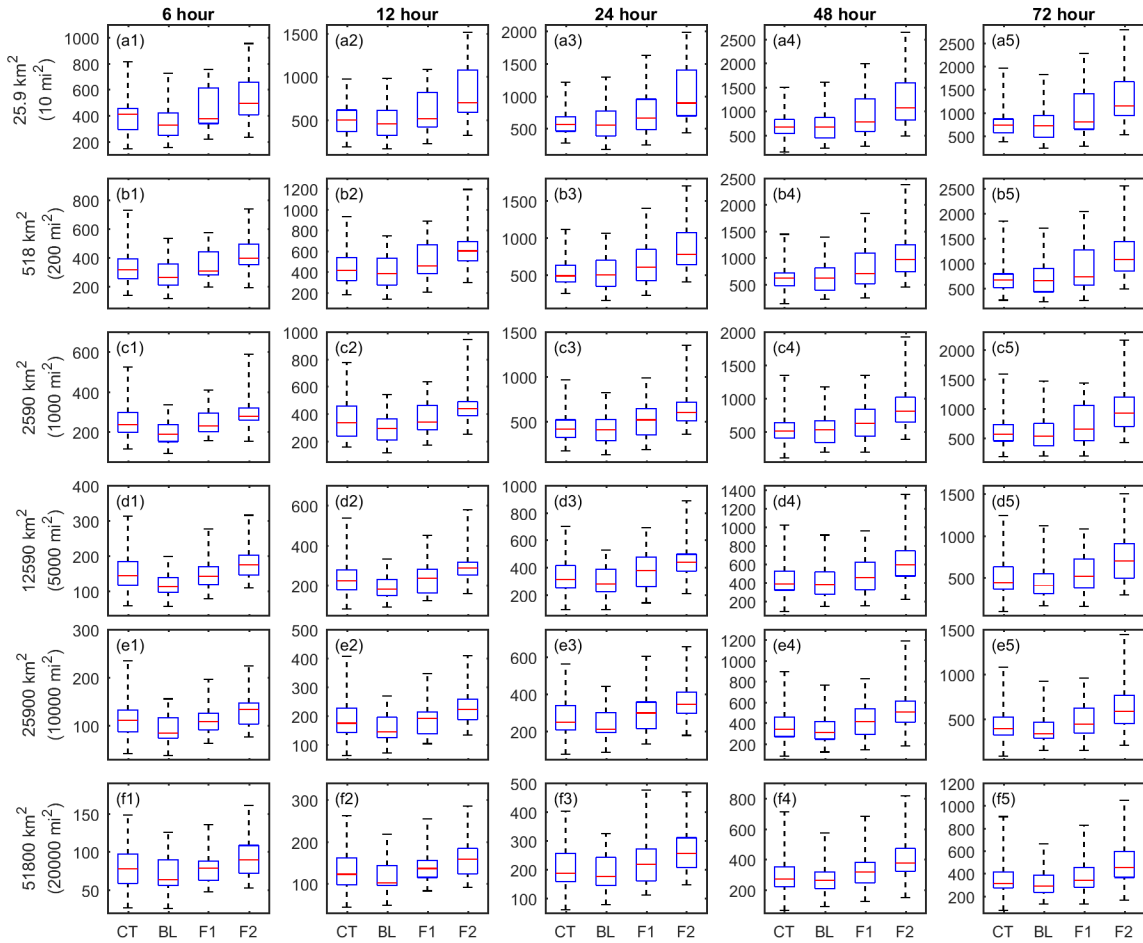 6 hour 12 hour 24 hour 48 hour 72 hour
25.9 km²
(10 mi²)
(a1) (a2) (a3) (a4) (a5)
1000 800 600 400 200
1500 1000 500
2000 1500 1000 500
2500 2000 1500 1000 500
2500 2000 1500 1000 500
518 km²
(200 mi²)
(b1) (b2) (b3) (b4) (b5)
800 600 400 200
1200 1000 800 600 400 200
1500 1000 500
2500 2000 1500 1000 500
2500 2000 1500 1000 500
2590 km²
(1000 mi²)
(c1) (c2) (c3) (c4) (c5)
600 400 200
1000 800 600 400 200
1500 1000 500
2000 1500 1000 500
2000 1500 1000 500
12590 km²
(5000 mi²)
(d1) (d2) (d3) (d4) (d5)
400 300 200 100
600 400 200
1000 800 600 400 200
1400 1200 1000 800 600 400 200
1500 1000 500
259000 km²
(10000 mi²)
(e1) (e2) (e3) (e4) (e5)
300 200 100
500 400 300 200 100
600 400 200
1200 1000 800 600 400 200 0
1500 1000 500
51800 km²
(20000 mi²)
(f1) (f2) (f3) (f4) (f5)
150 100 50
300 200 100
500 400 300 200 100
800 600 400 200
1200 1000 800 600 400 200
CT BL F1 F2 CT BL F1 F2 CT BL F1 F2 CT BL F1 F2 CT BL F1 F2